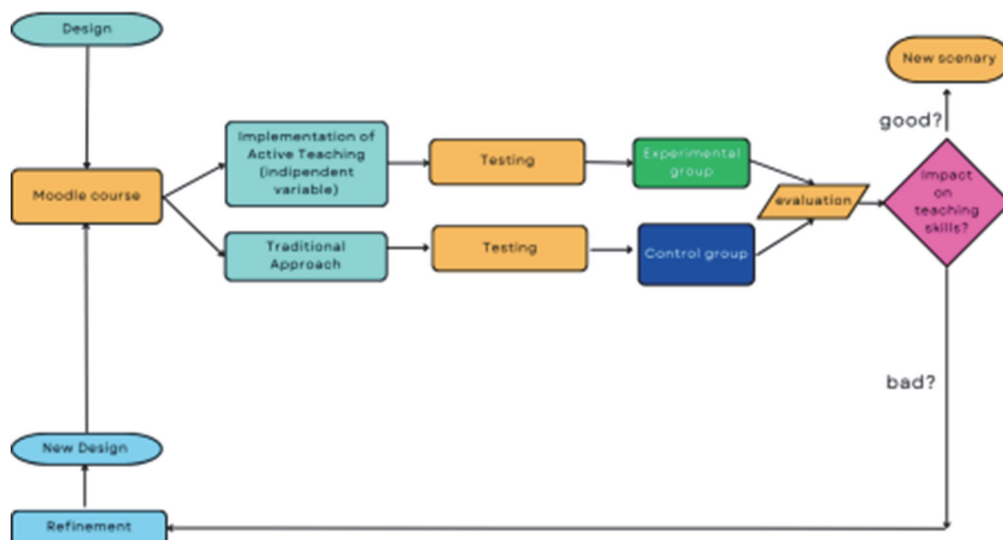 Design
New scenary
good?
Implementation of
Active Teaching
(indipendent
variable)
Testing
Experimental
group
Moodle course
evaluation
Impact
on
teaching
skills?
Traditional
Approach
Testing
Control group
bad?
New Design
Refinement